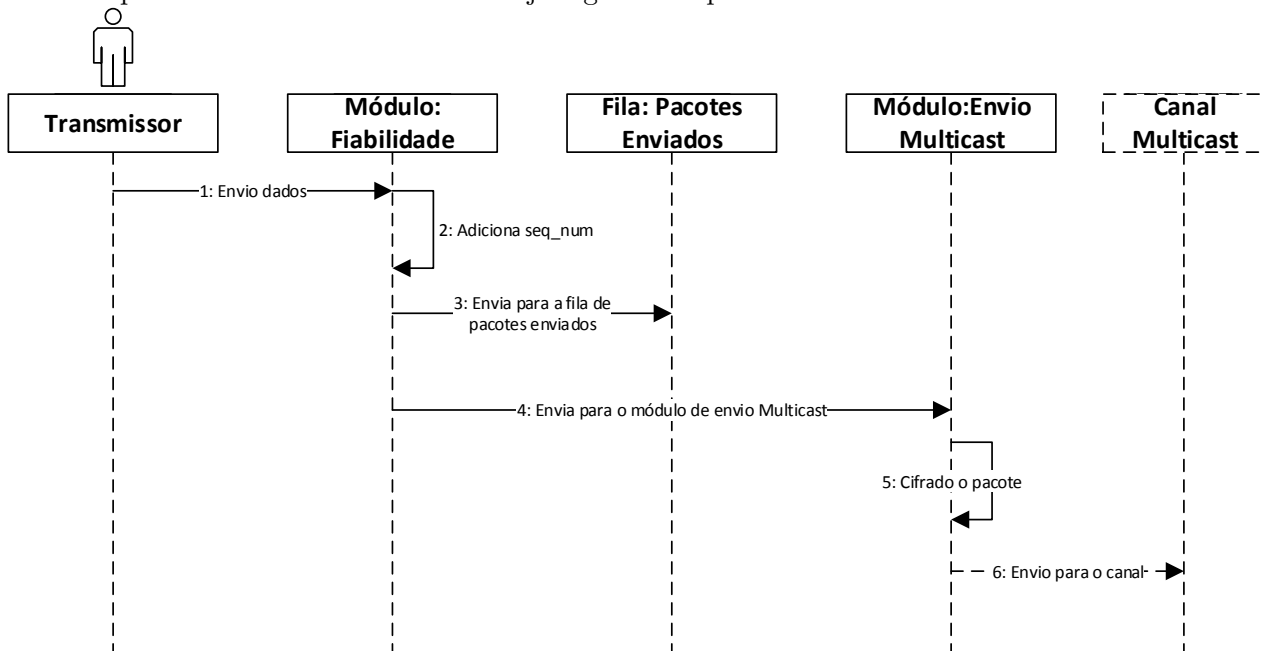 Transmissor
Módulo:
Fiabilidade
Fila: Pacotes
Enviados
Módulo:Envio
Multicast
Canal
Multicast
1: Envio dados
2: Adiciona seq_num
3: Envia para a fila de
pacotes enviados
4: Envia para o módulo de envio Multicast
5: Cifrado o pacote
6: Envio para o canal